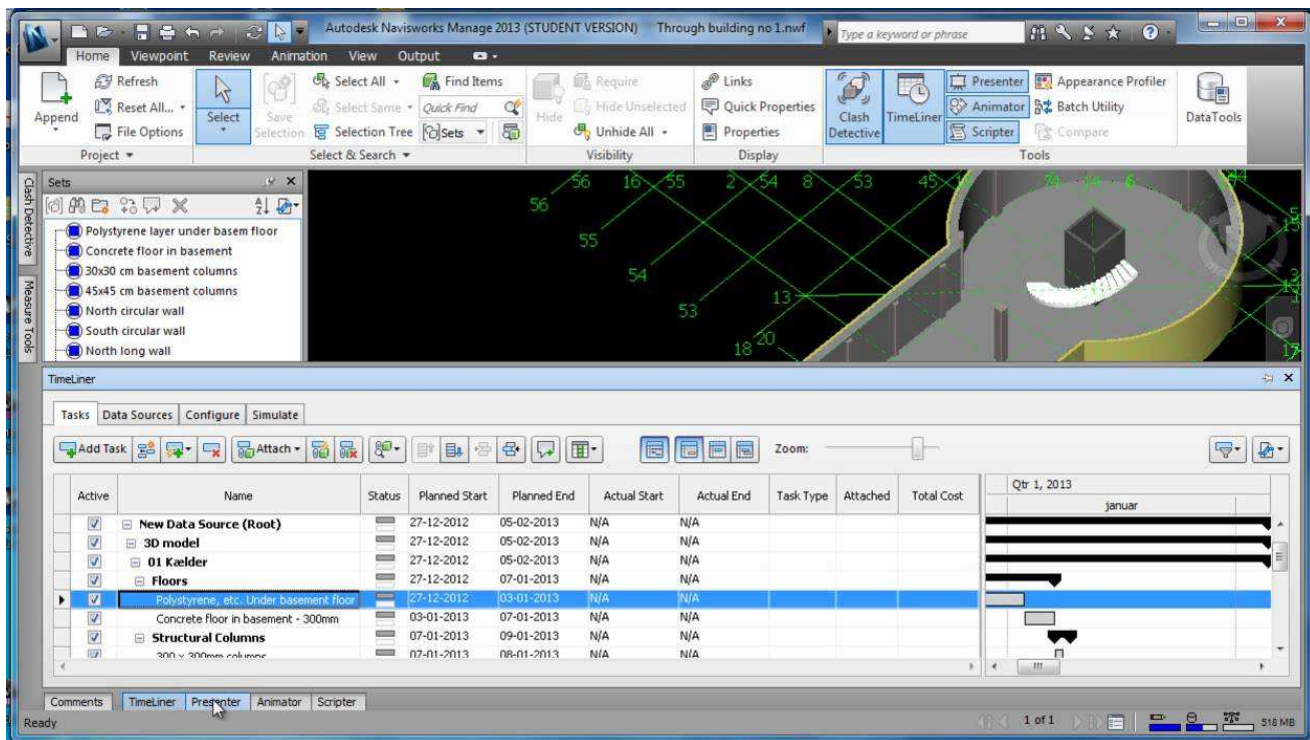 Autodesk Navisworks Manage 2013 (STUDENT VERSION) Through building no 1.nwf Type a keyword or phrase
Home Viewpoint Review Animation View Output
Append
Refresh
Reset All...
File Options
Project
Select
Save Selection
Select All
Select Same
Selection Tree
Find Items
Quick Find
Sets
Select & Search
Hide
Require
Hide Unselected
Unhide All
Visibility
Links
Quick Properties
Properties
Display
Clash Detective
TimeLiner
Presenter
Animator
Scripter
Appearance Profiler
Batch Utility
Compare
Tools
DataTools
Clash Detective
Measure Tools
Sets
Polystyrene layer under basem floor
Concrete floor in basement
30x30 cm basement columns
45x45 cm basement columns
North circular wall
South circular wall
North long wall
56 16 55 2 54 8 53 45
56
55
54
53
13
18 20
TimeLiner
Tasks Data Sources Configure Simulate
Add Task Attach Zoom:
Active Name Status Planned Start Planned End Actual Start Actual End Task Type Attached Total Cost
Qtr 1, 2013
januar
New Data Source (Root) 27-12-2012 05-02-2013 N/A N/A
3D model 27-12-2012 05-02-2013 N/A N/A
01 Kælder 27-12-2012 05-02-2013 N/A N/A
Floors 27-12-2012 07-01-2013 N/A N/A
Polystyrene, etc. Under basement floor 27-12-2012 03-01-2013 N/A N/A
Concrete floor in basement - 300mm 03-01-2013 07-01-2013 N/A N/A
Structural Columns 07-01-2013 09-01-2013 N/A N/A
300 x 300mm columns 07-01-2013 08-01-2013 N/A N/A
Comments TimeLiner Presenter Animator Scripter
Ready 1 of 1 518 MB